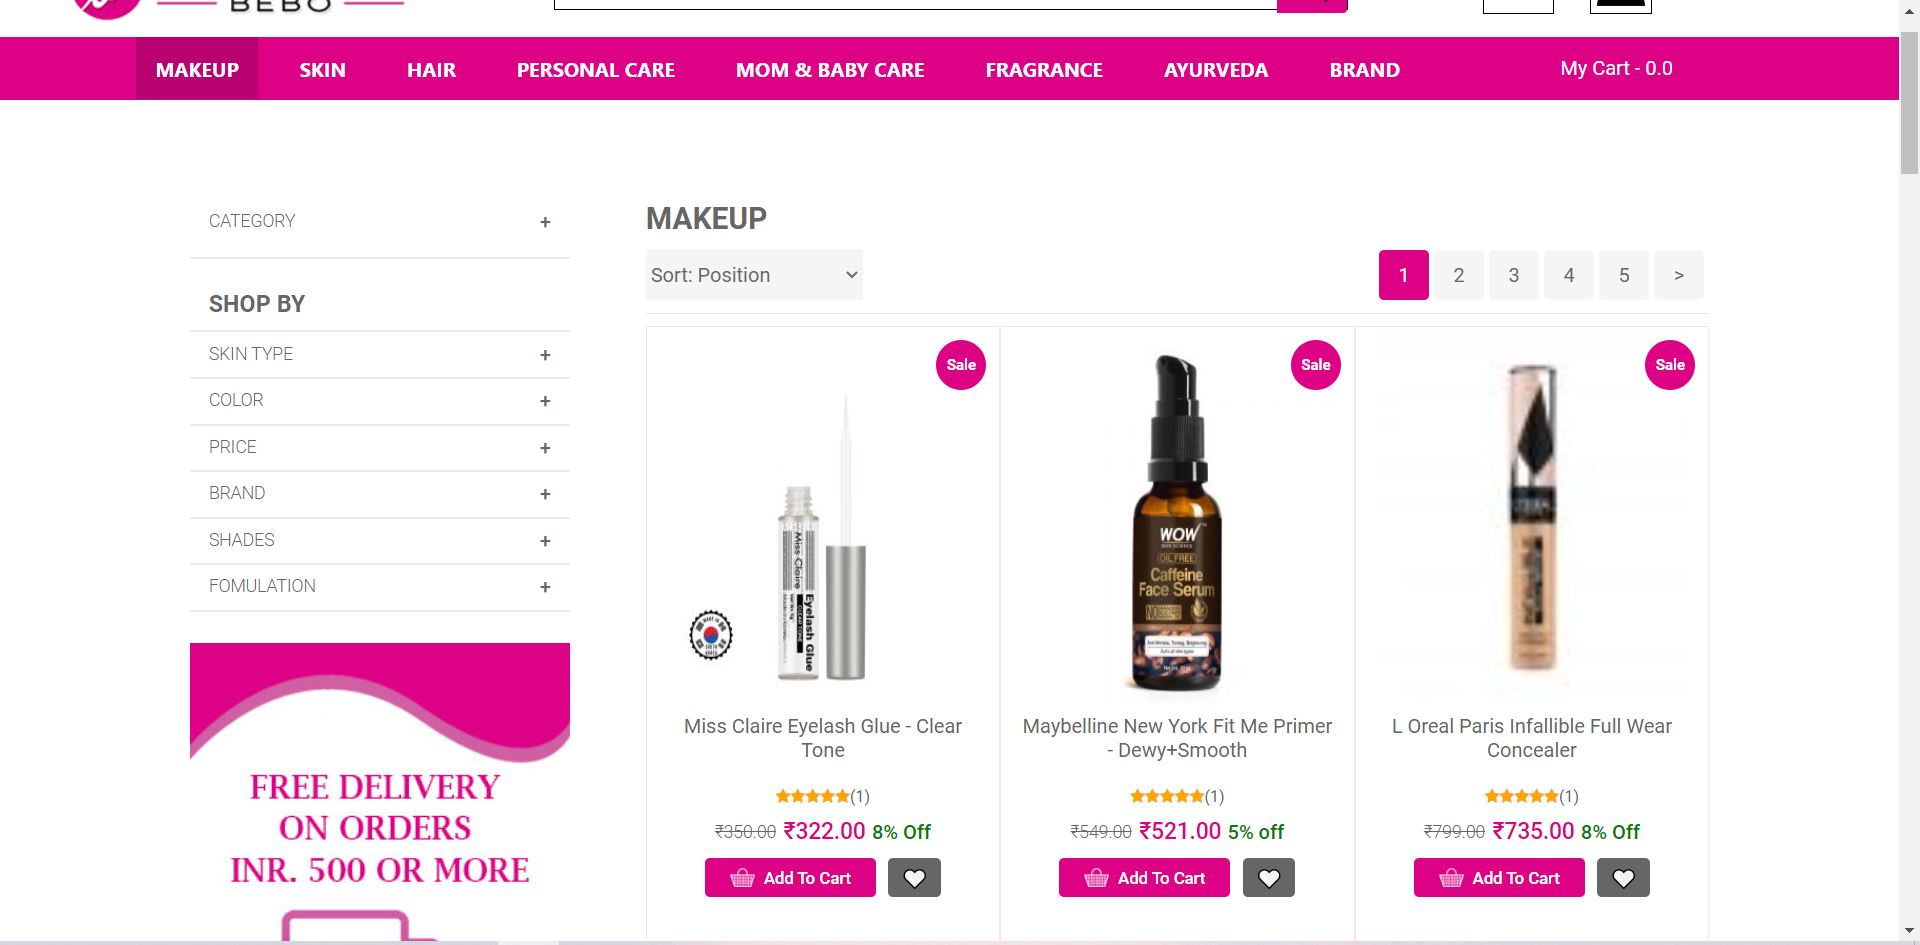 BEBO
MAKEUP SKIN HAIR PERSONAL CARE MOM & BABY CARE FRAGRANCE AYURVEDA BRAND My Cart - 0.0
CATEGORY +
SHOP BY
SKIN TYPE +
COLOR +
PRICE +
BRAND +
SHADES +
FOMULATION +
FREE DELIVERY
ON ORDERS
INR. 500 OR MORE
MAKEUP
Sort: Position
1 2 3 4 5 >
Sale
Miss Claire
Eyelash Glue
Miss Claire Eyelash Glue - Clear
Tone
(1)
₹350.00 ₹322.00 8% Off
Add To Cart
Sale
WOW
SKIN SCIENCE
OIL FREE
Caffeine
Face Serum
Maybelline New York Fit Me Primer
- Dewy+Smooth
(1)
₹549.00 ₹521.00 5% off
Add To Cart
Sale
L Oreal Paris Infallible Full Wear
Concealer
(1)
₹799.00 ₹735.00 8% Off
Add To Cart